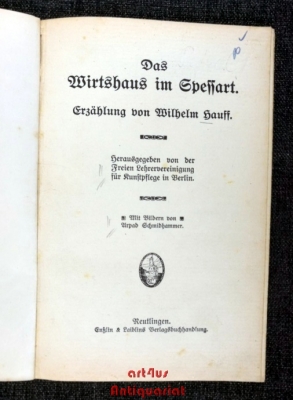 p
Das
Wirtshaus im Spessart.
Erzählung von Wilhelm Hauff.
Herausgegeben von der
Freien Lehrervereinigung
für Kunstpflege in Berlin.
Mit Bildern von
Arpad Schmidhammer.
Reutlingen.
Enßlin & Laiblins Verlagsbuchhandlung.
art4us
Antiquariat